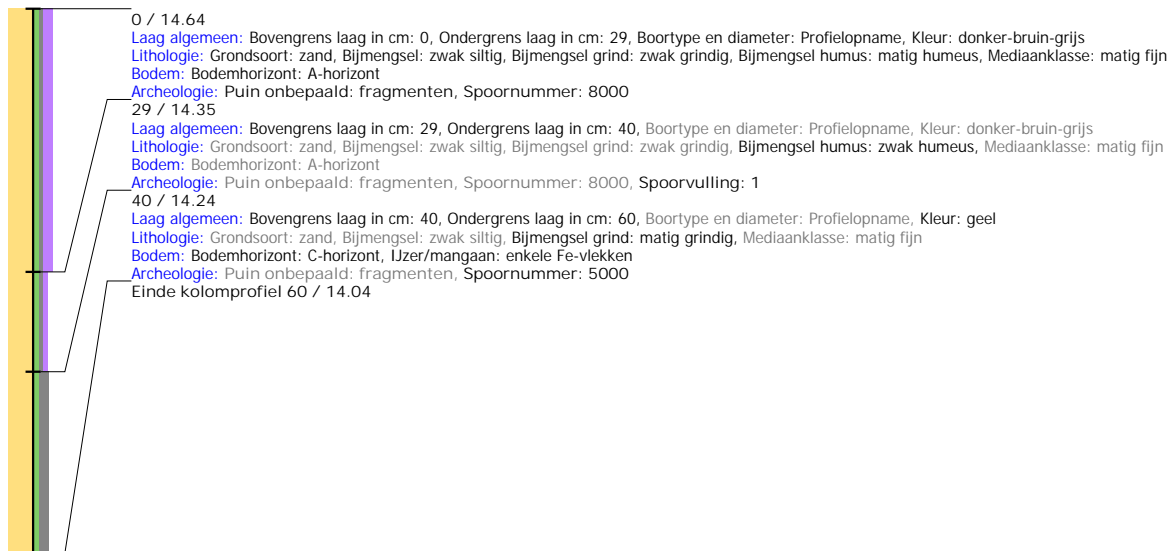 0 / 14.64
Laag algemeen: Bovengrens laag in cm: 0, Ondergrens laag in cm: 29, Boortype en diameter: Profielopname, Kleur: donker-bruin-grijs
Lithologie: Grondsoort: zand, Bijmengsel: zwak siltig, Bijmengsel grind: zwak grindig, Bijmengsel humus: matig humeus, Mediaanklasse: matig fijn
Bodem: Bodemhorizont: A-horizont
Archeologie: Puin onbepaald: fragmenten, Spoornummer: 8000
29 / 14.35
Laag algemeen: Bovengrens laag in cm: 29, Ondergrens laag in cm: 40, Boortype en diameter: Profielopname, Kleur: donker-bruin-grijs
Lithologie: Grondsoort: zand, Bijmengsel: zwak siltig, Bijmengsel grind: zwak grindig, Bijmengsel humus: zwak humeus, Mediaanklasse: matig fijn
Bodem: Bodemhorizont: A-horizont
Archeologie: Puin onbepaald: fragmenten, Spoornummer: 8000, Spoorvulling: 1
40 / 14.24
Laag algemeen: Bovengrens laag in cm: 40, Ondergrens laag in cm: 60, Boortype en diameter: Profielopname, Kleur: geel
Lithologie: Grondsoort: zand, Bijmengsel: zwak siltig, Bijmengsel grind: matig grindig, Mediaanklasse: matig fijn
Bodem: Bodemhorizont: C-horizont, IJzer/mangaan: enkele Fe-vlekken
Archeologie: Puin onbepaald: fragmenten, Spoornummer: 5000
Einde kolomprofiel 60 / 14.04